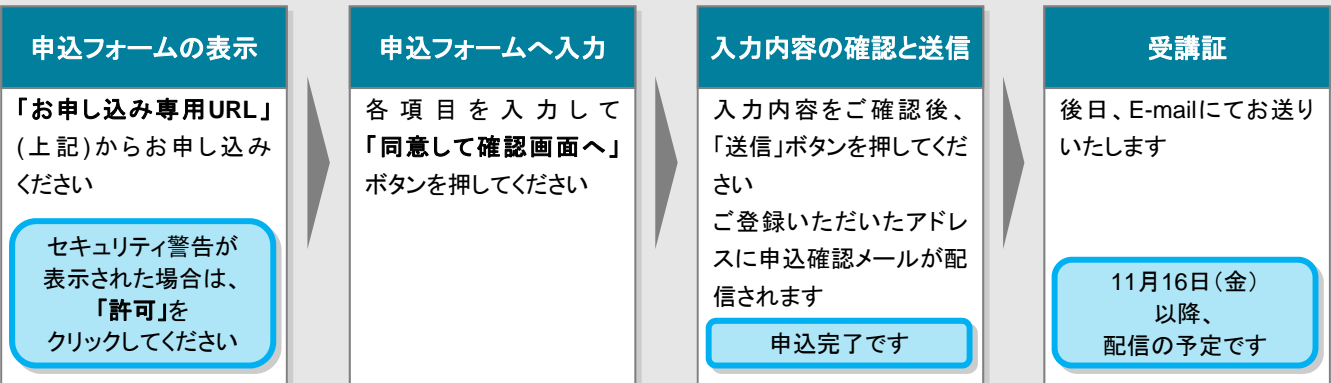 申込フォームの表示
「お申し込み専用URL」
(上記)からお申し込み
ください
セキュリティ警告が
表示された場合は、
「許可」を
クリックしてください
申込フォームへ入力
各項目を入力して
「同意して確認画面へ」
ボタンを押してください
入力内容の確認と送信
入力内容をご確認後、
「送信」ボタンを押してくだ
さい
ご登録いただいたアドレ
スに申込確認メールが配
信されます
申込完了です
受講証
後日、E-mailにてお送り
いたします
11月16日（金）
以降、
配信の予定です